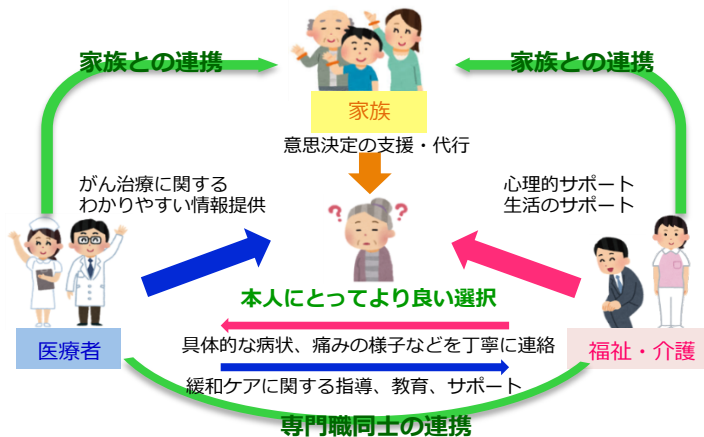 家族との連携
家族との連携
家族
意思決定の支援・代行
がん治療に関する
わかりやすい情報提供
心理的サポート
生活のサポート
? ?
本人にとってより良い選択
医療者
具体的な病状、痛みの様子などを丁寧に連絡
福祉・介護
緩和ケアに関する指導、教育、サポート
専門職同士の連携